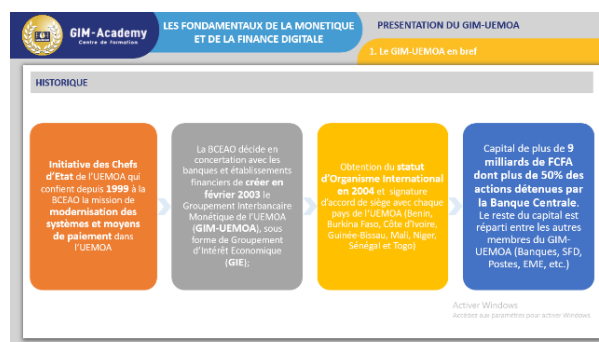 GIM-Academy
Centre de Formation
LES FONDAMENTAUX DE LA MONETIQUE
ET DE LA FINANCE DIGITALE
PRESENTATION DU GIM-UEMOA
1. Le GIM-UEMOA en bref
HISTORIQUE
Initiative des Chefs
d'Etat de l'UEMOA qui
confient depuis 1999 à la
BCEAO la mission de
modernisation des
systèmes et moyens
de paiement dans
l'UEMOA
La BCEAO décide en
concertation avec les
banques et établissements
financiers de créer en
février 2003 le
Groupement Interbancaire
Monétique de l'UEMOA
(GIM-UEMOA), sous
forme de Groupement
d'Intérêt Economique
(GIE);
Obtention du statut
d'Organisme International
en 2004 et signature
d'accord de siège avec chaque
pays de l'UEMOA (Benin,
Burkina Faso, Côte d'Ivoire,
Guinée-Bissau, Mali, Niger,
Sénégal et Togo)
Capital de plus de 9
milliards de FCFA
dont plus de 50% des
actions détenues par
la Banque Centrale.
Le reste du capital est
réparti entre les autres
membres du GIM-
UEMOA (Banques, SFD,
Postes, EME, etc.)
Activer Windows
Accédez aux paramètres pour activer Windows